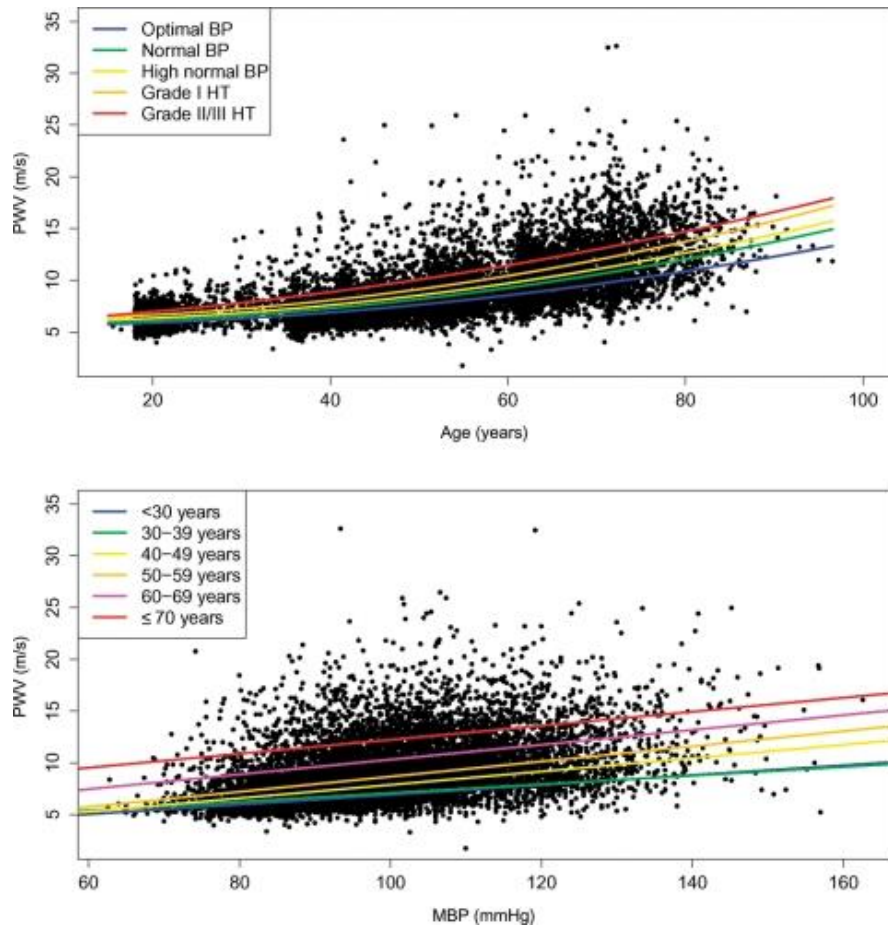 35
30
25
20
15
10
5
PWV (m/s)
Optimal BP
Normal BP
High normal BP
Grade I HT
Grade II/III HT
20 40 60 80 100
Age (years)
35
30
25
20
15
10
5
PWV (m/s)
<30 years
30−39 years
40−49 years
50−59 years
60−69 years
≤ 70 years
60 80 100 120 140 160
MBP (mmHg)